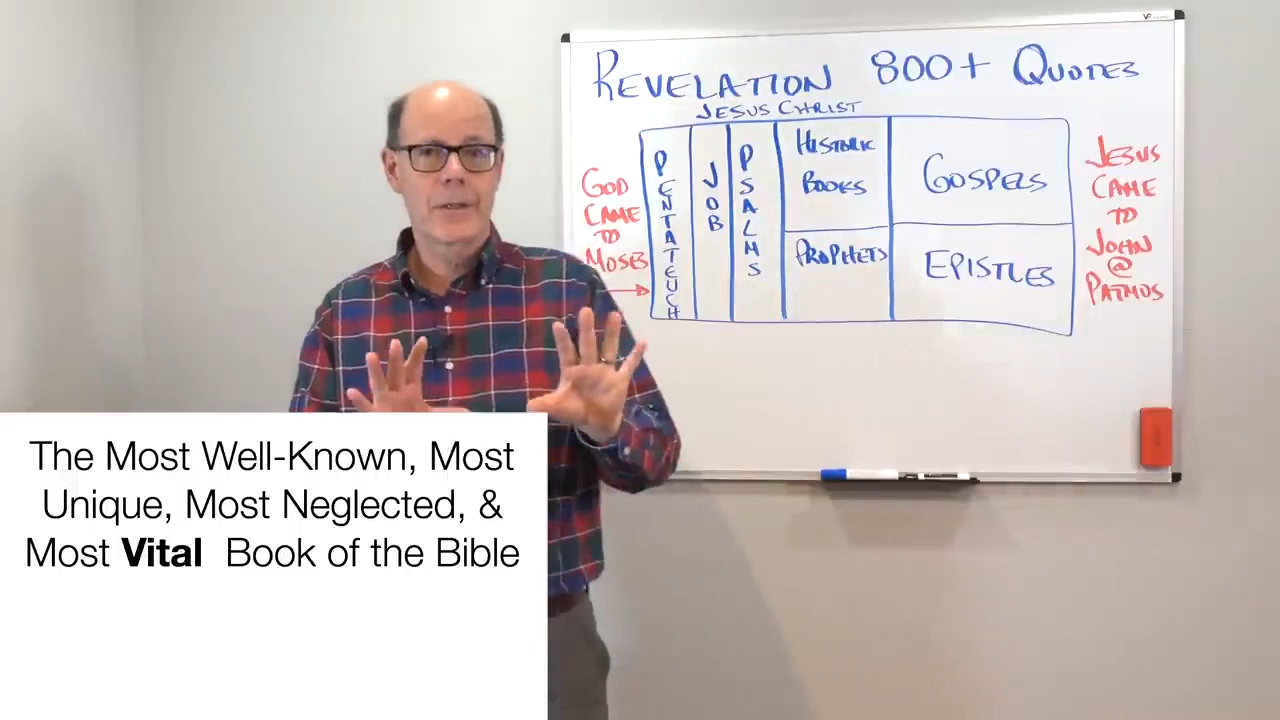 REVELATION 800+ QUOTES
JESUS CHRIST
GOD
CAME
TO
MOSES
PENTATEUCH
JOB
PSALMS
HISTORIC
BOOKS
PROPHETS
GOSPELS
EPISTLES
JESUS
CAME
TO
JOHN
@
PATMOS
The Most Well-Known, Most
Unique, Most Neglected, &
Most Vital Book of the Bible